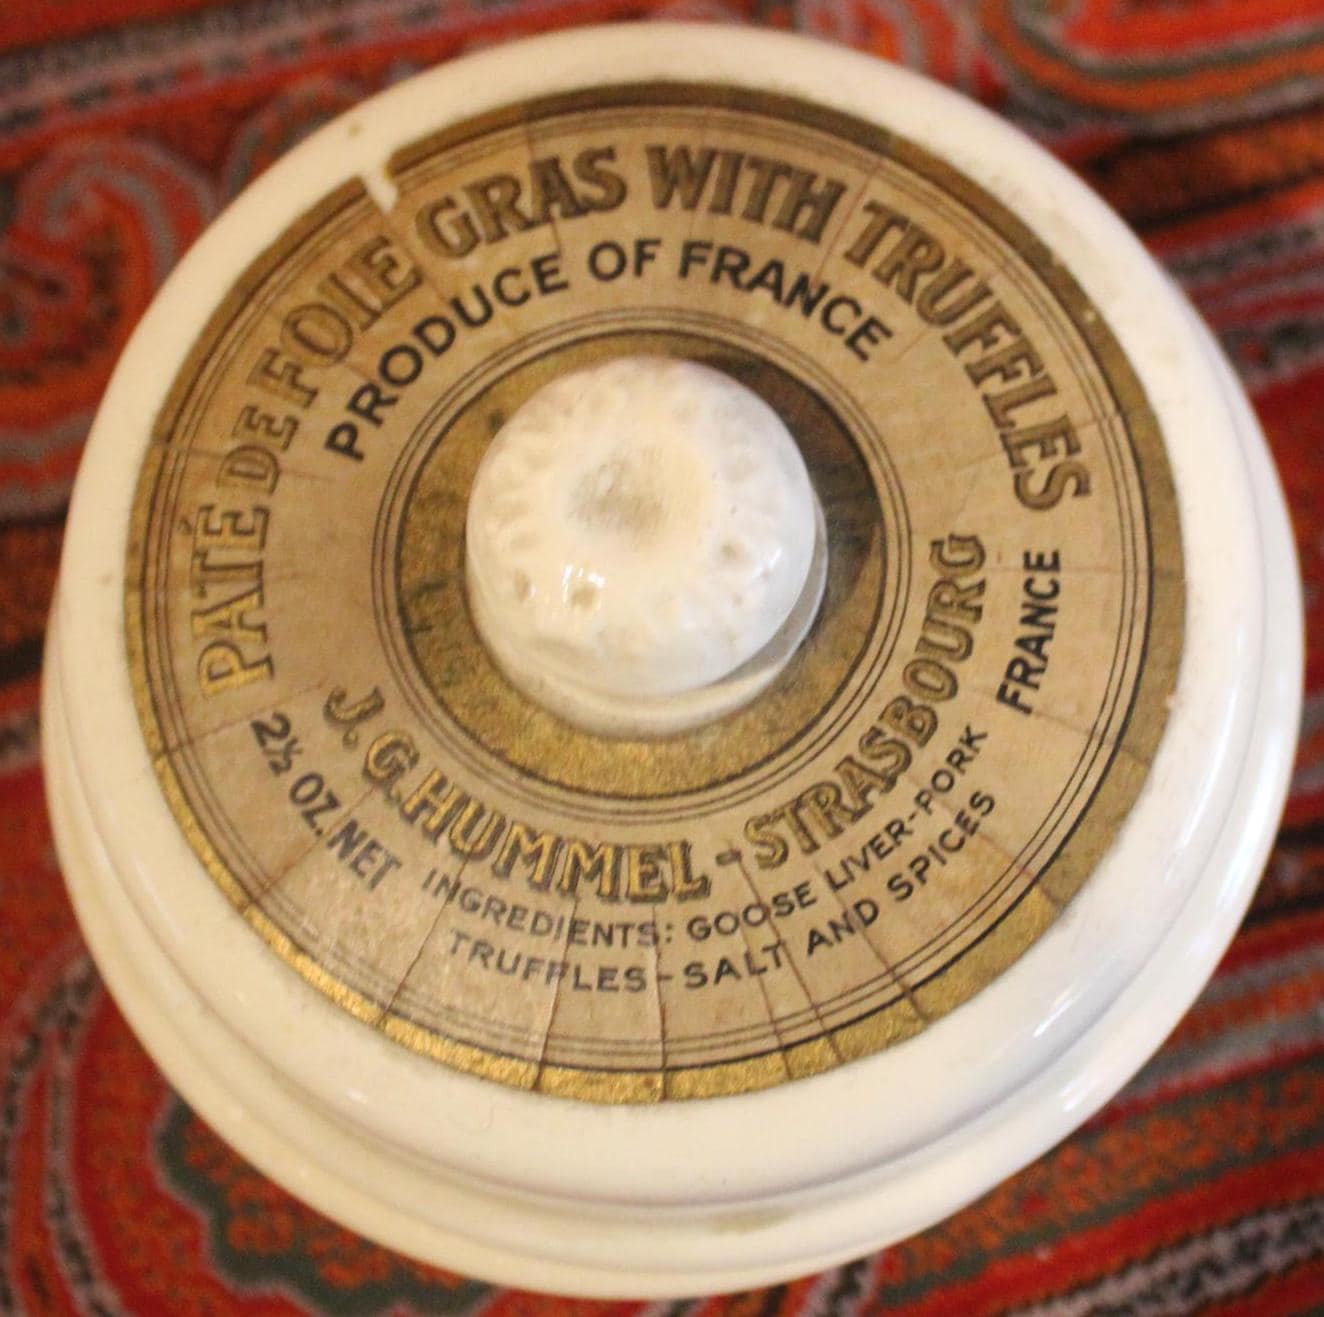 PATÉ DE FOIE GRAS WITH TRUFFLES
PRODUCE OF FRANCE
J. G. HUMMEL - STRASBOURG
FRANCE
2½ OZ. NET
INGREDIENTS: GOOSE LIVER-PORK
TRUFFLES-SALT AND SPICES